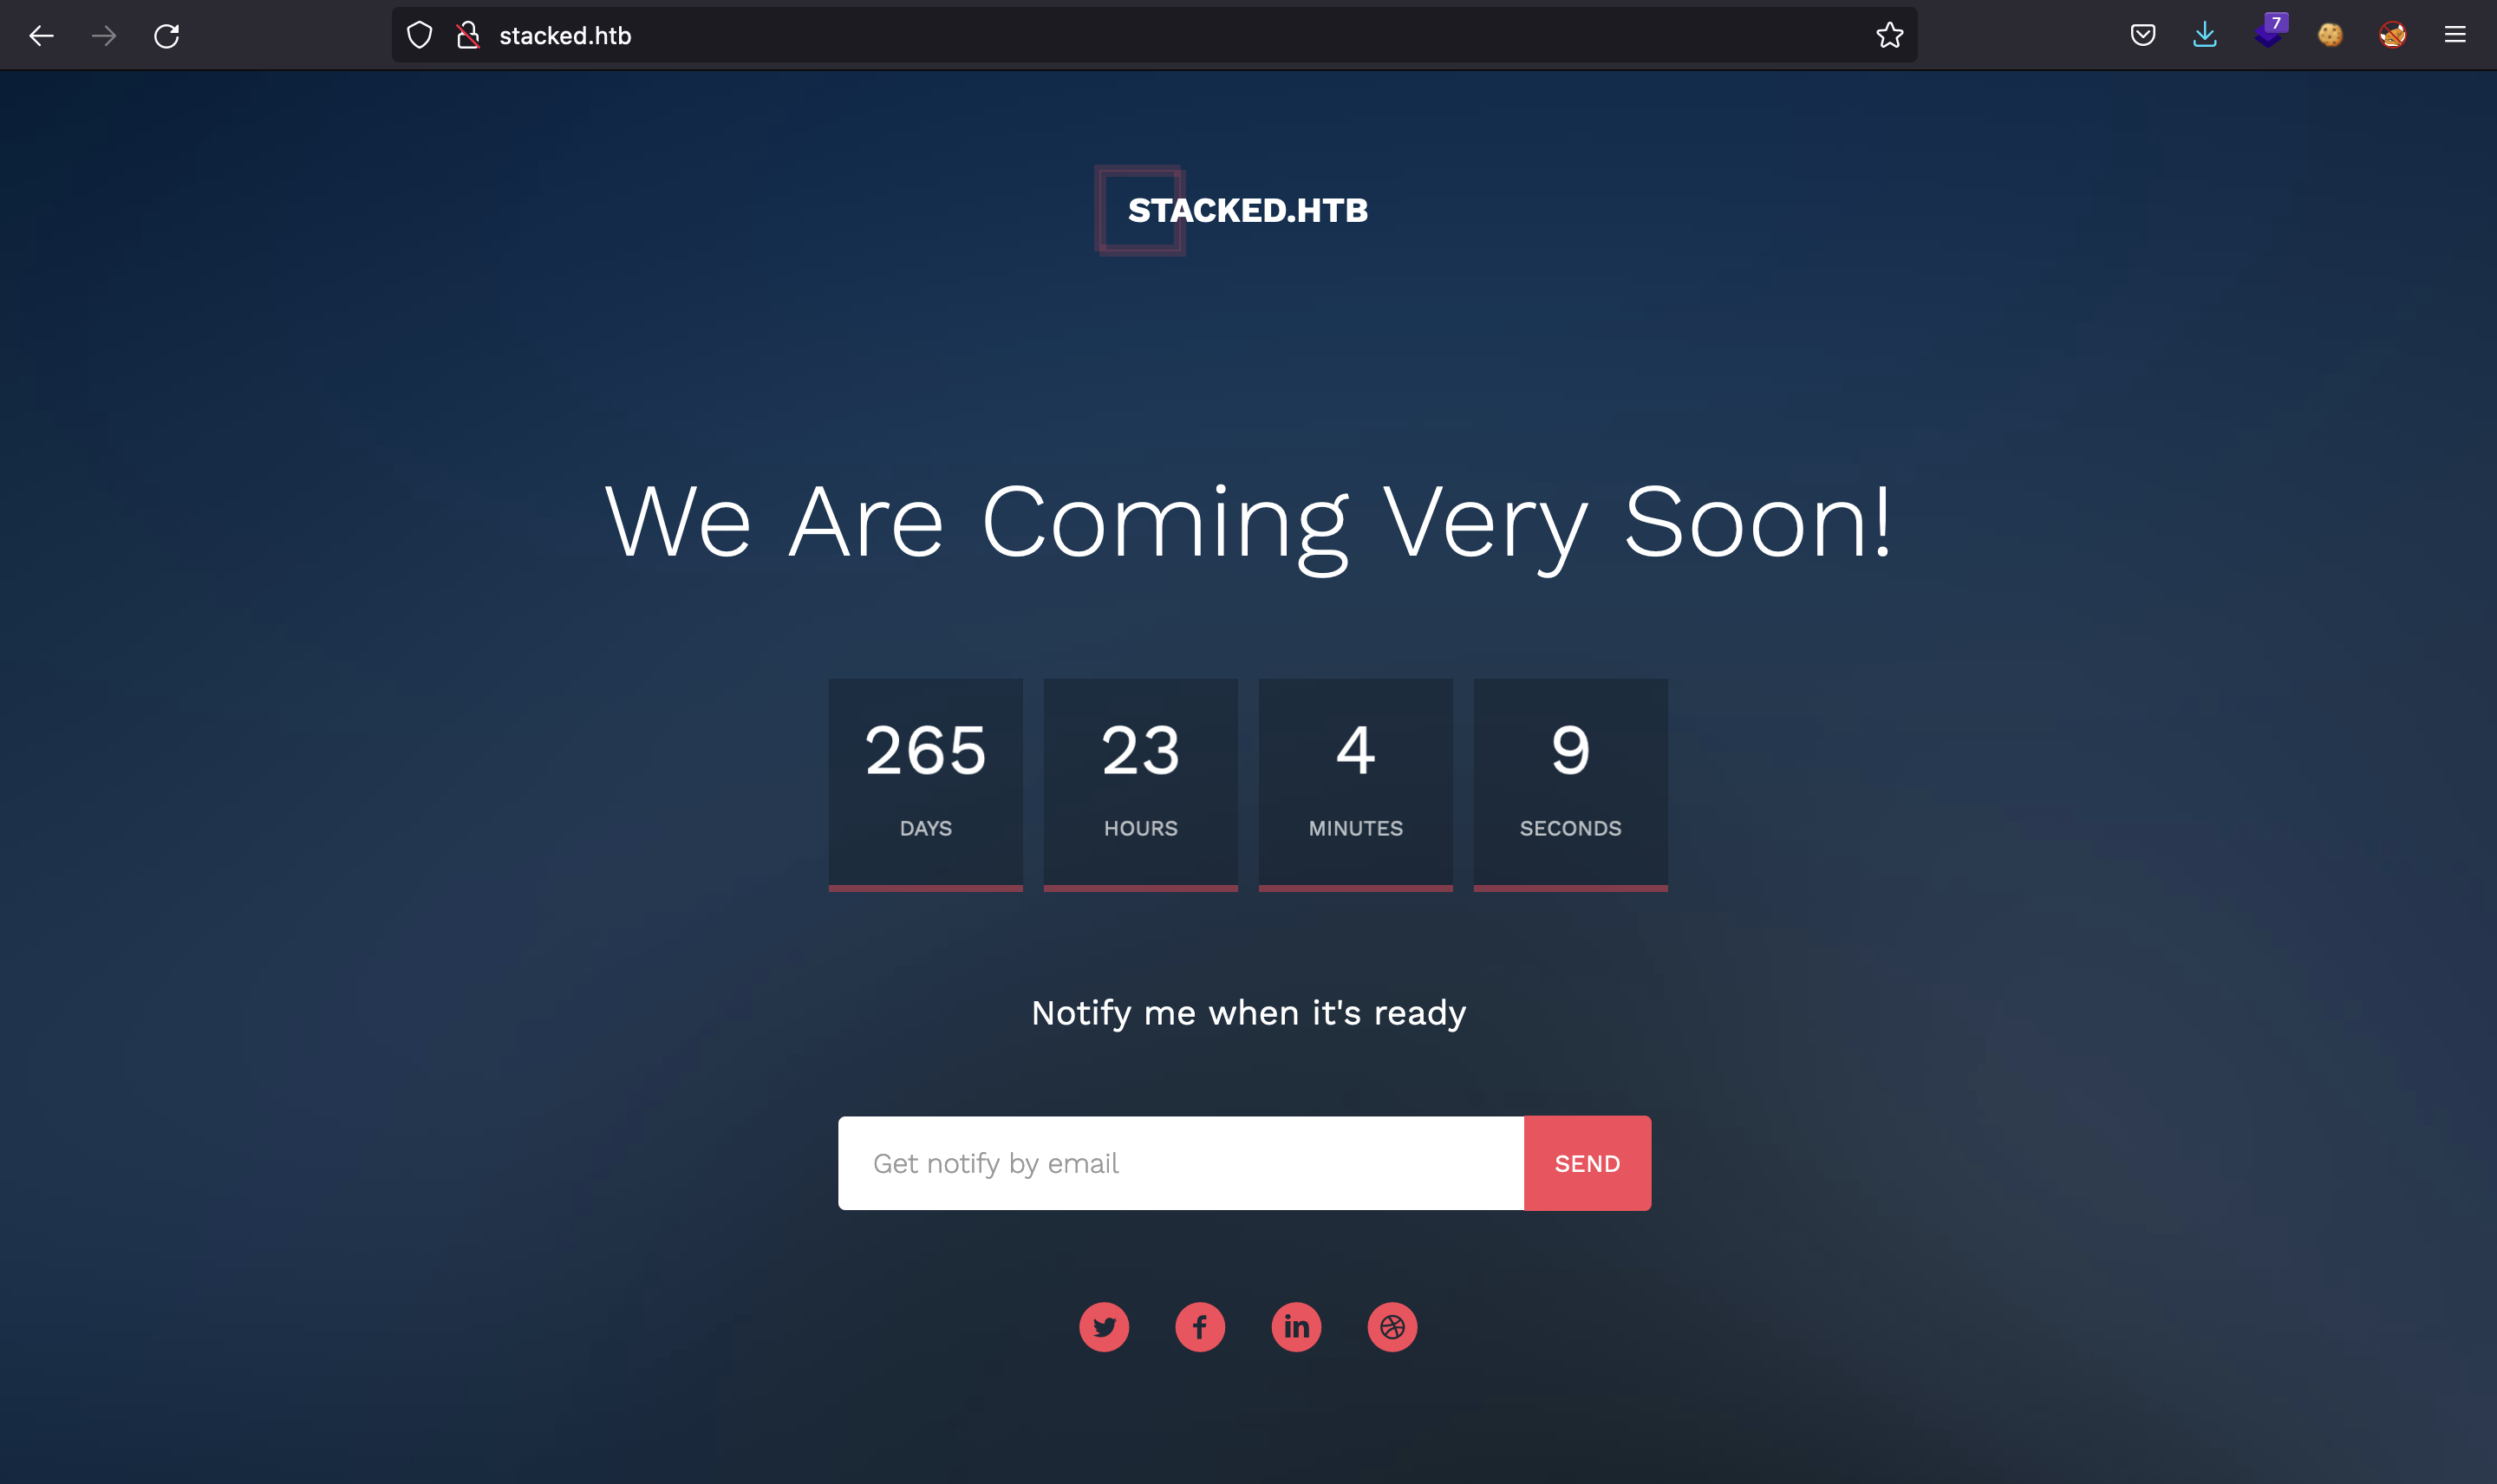 7
stacked.htb
STACKED.HTB
We Are Coming Very Soon!
265 23 4 9
DAYS HOURS MINUTES SECONDS
Notify me when it's ready
Get notify by email SEND